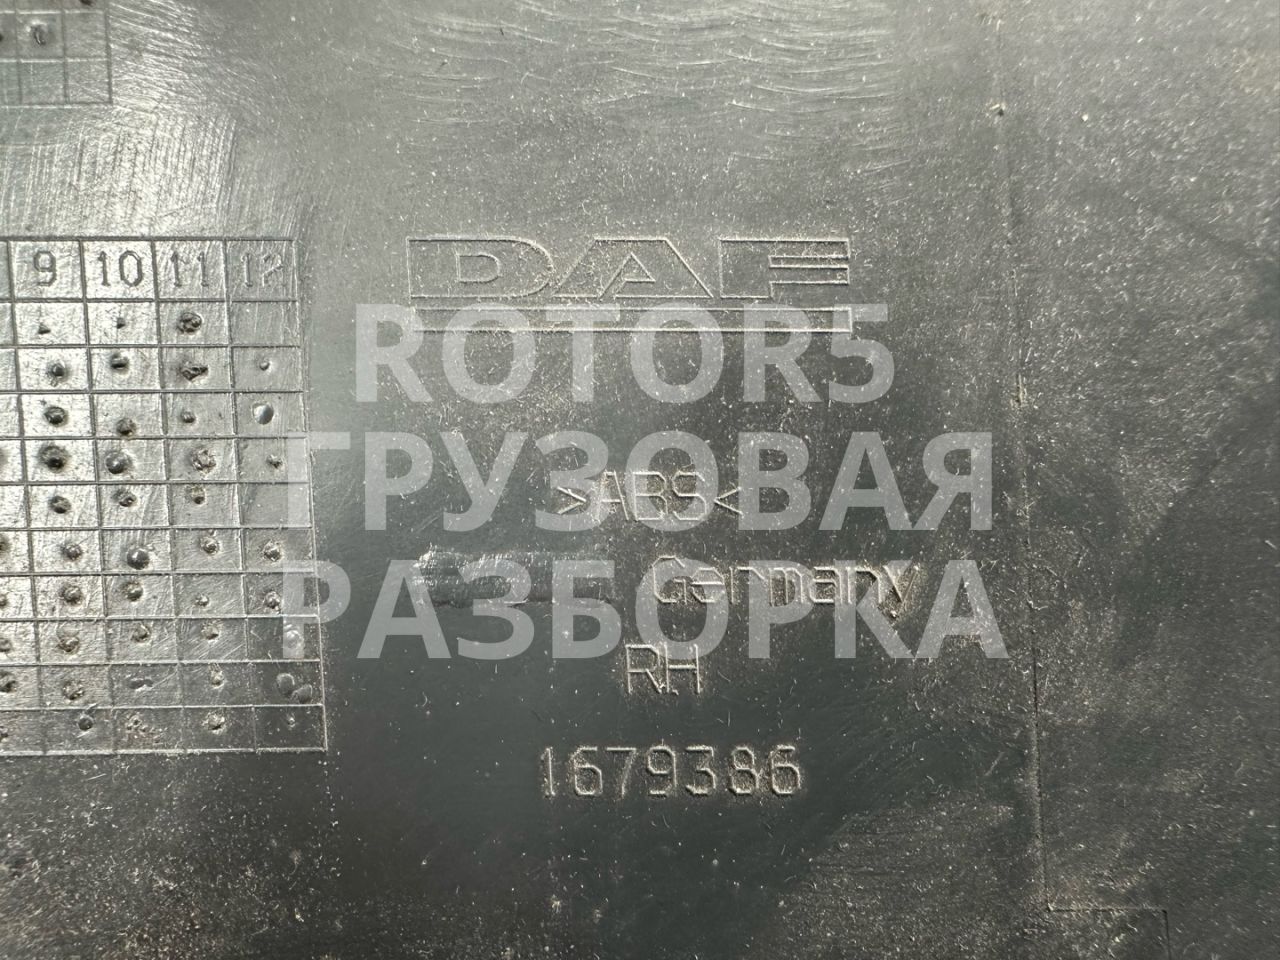 9 10 11 12
DAF
ROTOR5
ГРУЗОВАЯ
РАЗБОРКА
>ABS<
Germany
RH
1679386